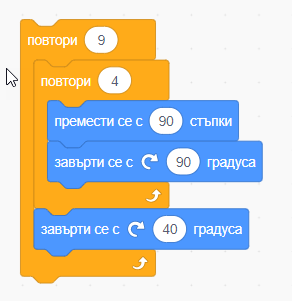 повтори 9
повтори 4
премести се с 90 стъпки
завърти се с 90 градуса
завърти се с 40 градуса